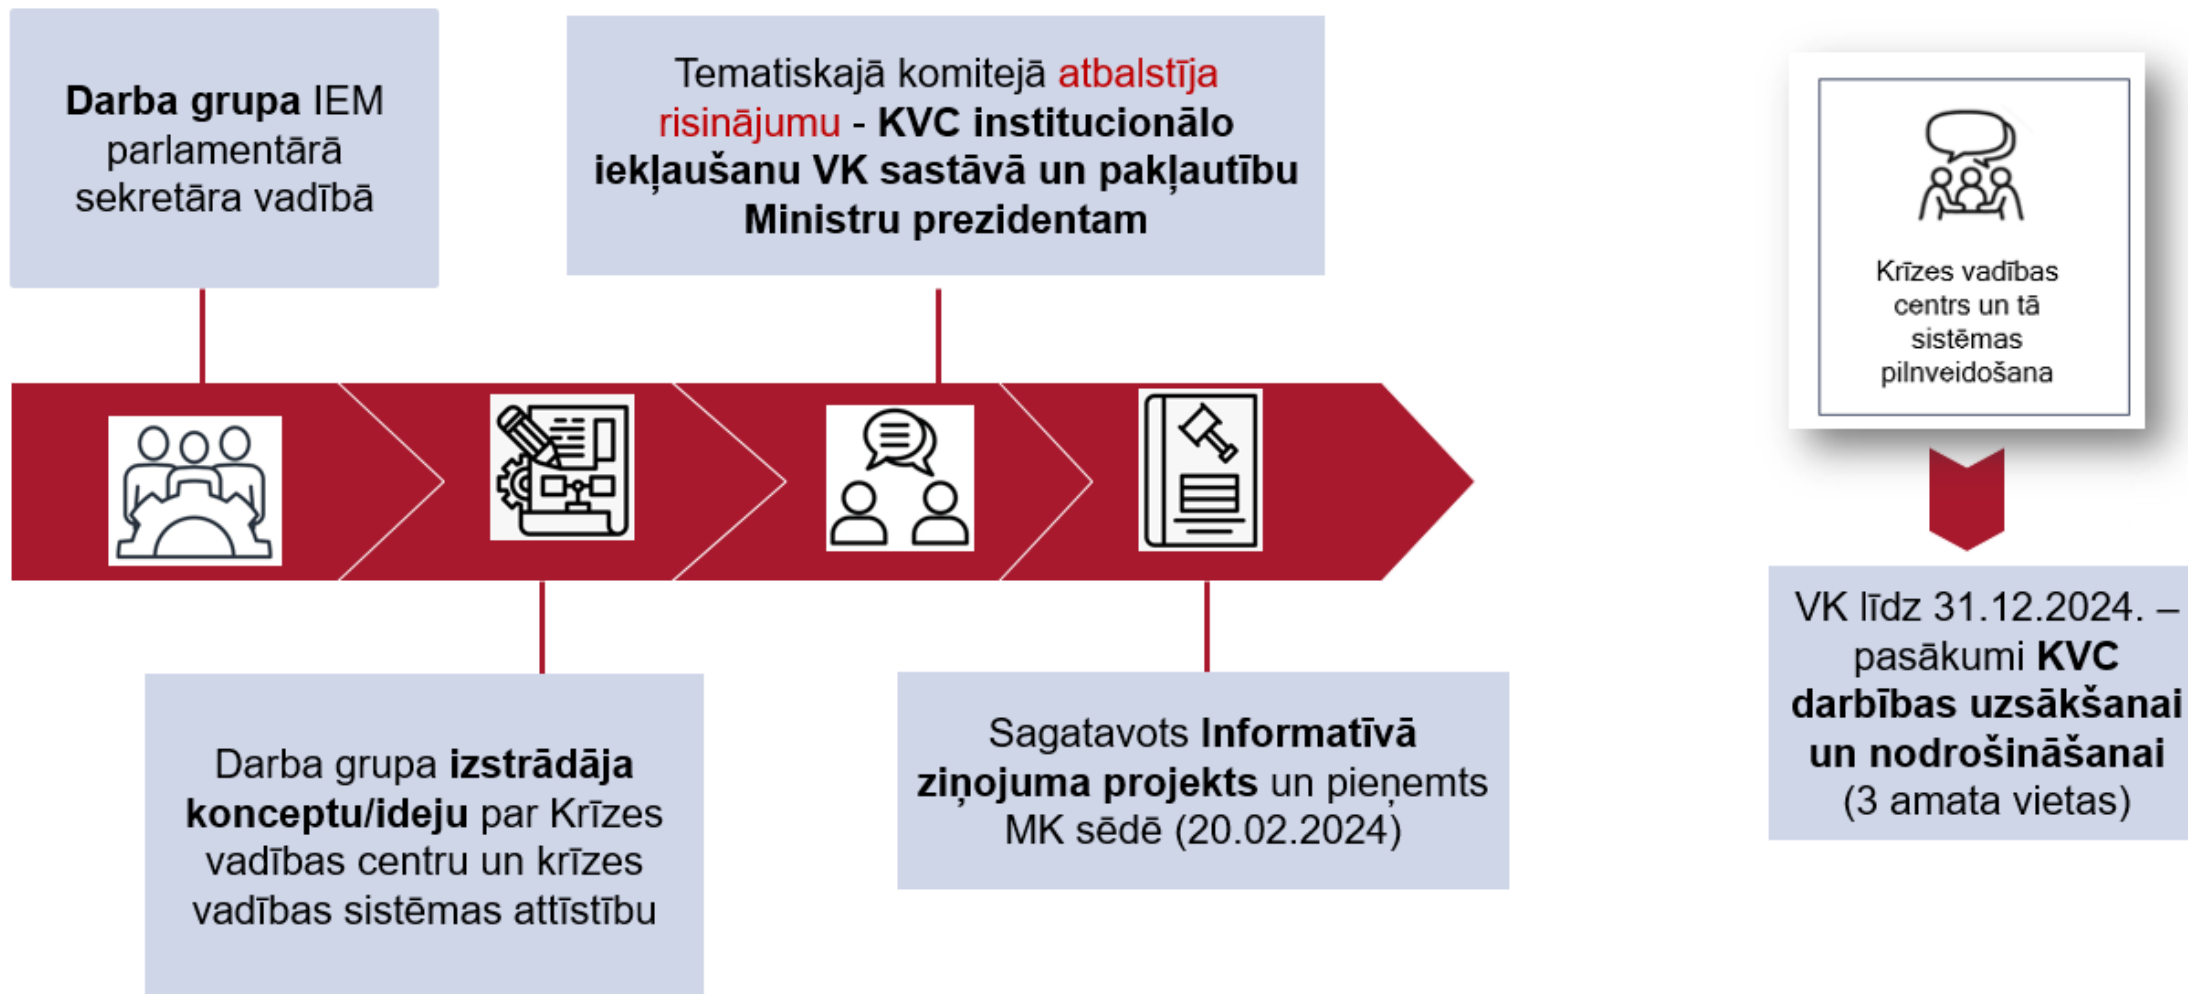 Darba grupa IEM
parlamentārā
sekretāra vadībā
Darba grupa izstrādāja
konceptu/ideju par Krīzes
vadības centru un krīzes
vadības sistēmas attīstību
Tematiskajā komitejā atbalstīja
risinājumu - KVC institucionālo
iekļaušanu VK sastāvā un pakļautību
Ministru prezidentam
Sagatavots Informatīvā
ziņojuma projekts un pieņemts
MK sēdē (20.02.2024)
Krīzes vadības
centrs un tā
sistēmas
pilnveidošana
VK līdz 31.12.2024. –
pasākumi KVC
darbības uzsākšanai
un nodrošināšanai
(3 amata vietas)